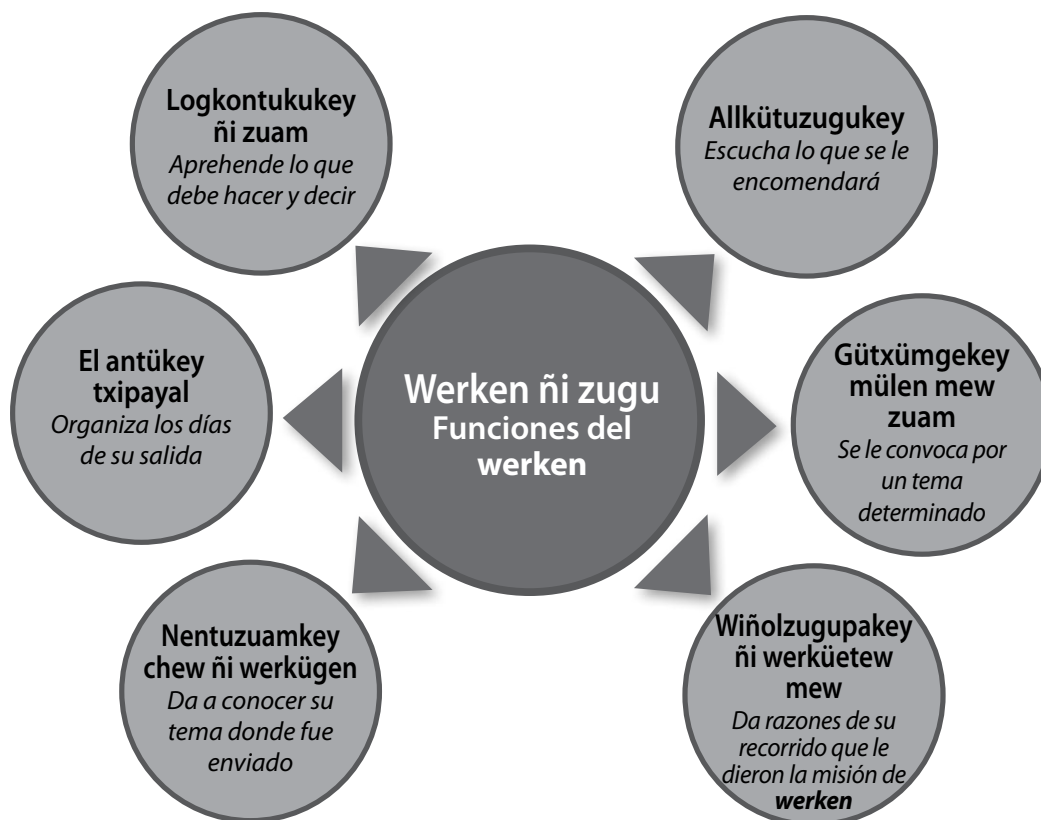 Logkontukukey
ñi zuam
Aprehende lo que
debe hacer y decir
Allkütuzugukey
Escucha lo que se le
encomendará
El antükey
txipayal
Organiza los días
de su salida
Werken ñi zugu
Funciones del
werken
Gütxümgekey
mülen mew
zuam
Se le convoca por
un tema
determinado
Nentuzuamkey
chew ñi werkügen
Da a conocer su
tema donde fue
enviado
Wiñolzugupakey
ñi werküetew
mew
Da razones de su
recorrido que le
dieron la misión de
werken